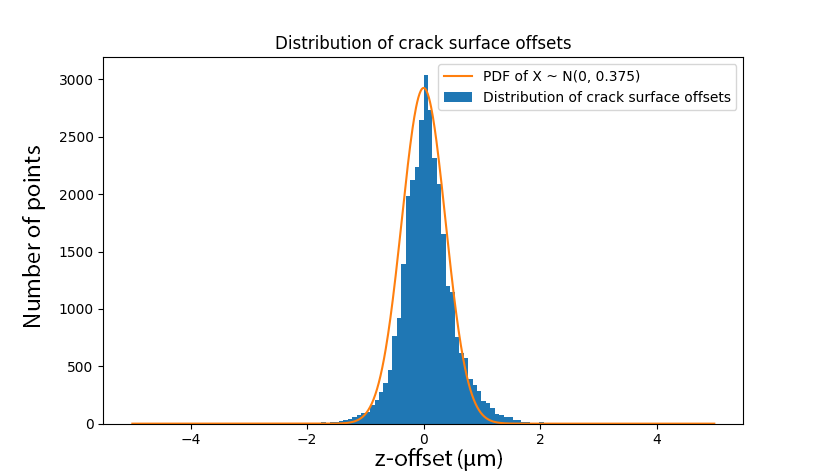 Distribution of crack surface offsets
PDF of X ~ N(0, 0.375)
Distribution of crack surface offsets
Number of points
3000
2500
2000
1500
1000
500
0
−4
−2
0
2
4
z-offset (μm)